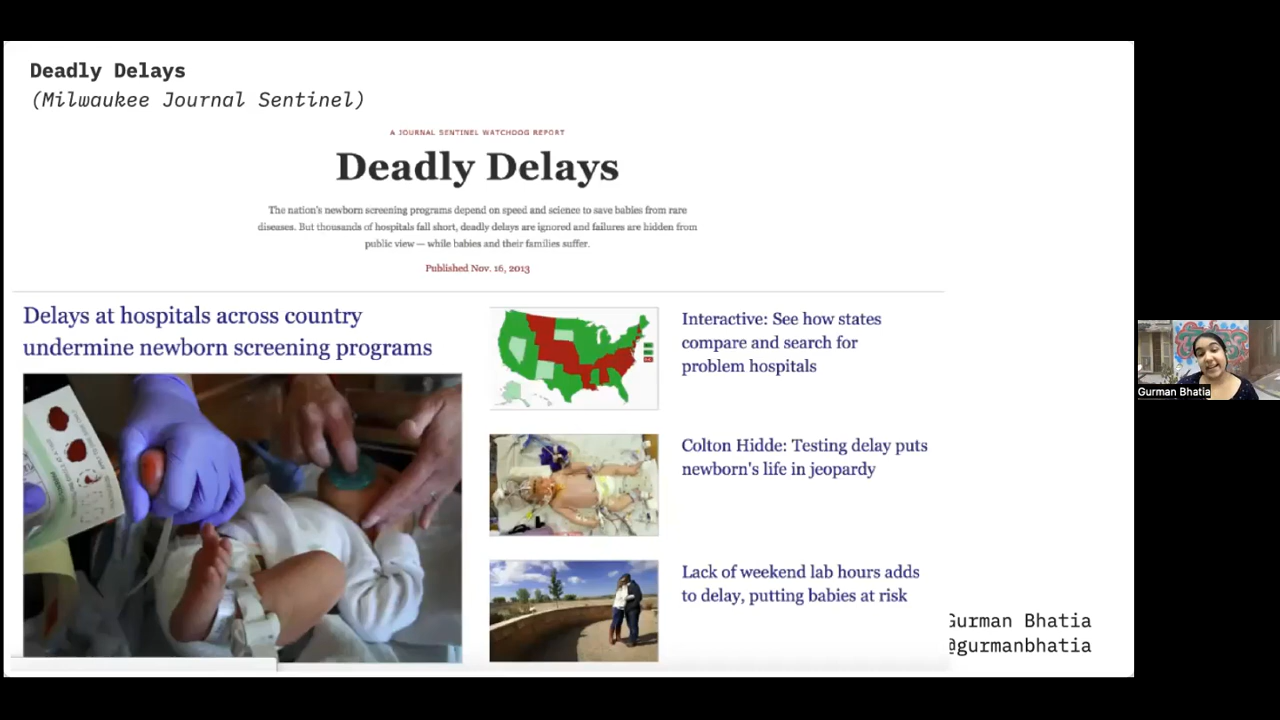 Deadly Delays
(Milwaukee Journal Sentinel)
A JOURNAL SENTINEL WATCHDOG REPORT
Deadly Delays
The nation's newborn screening programs depend on speed and science to save babies from rare
diseases. But thousands of hospitals fall short, deadly delays are ignored and failures are hidden from
public view — while babies and their families suffer.
Published Nov. 16, 2013
Delays at hospitals across country
undermine newborn screening programs
Interactive: See how states
compare and search for
problem hospitals
Colton Hidde: Testing delay puts
newborn's life in jeopardy
Lack of weekend lab hours adds
to delay, putting babies at risk
Gurman Bhatia
@gurmanbhatia
Gurman Bhatia